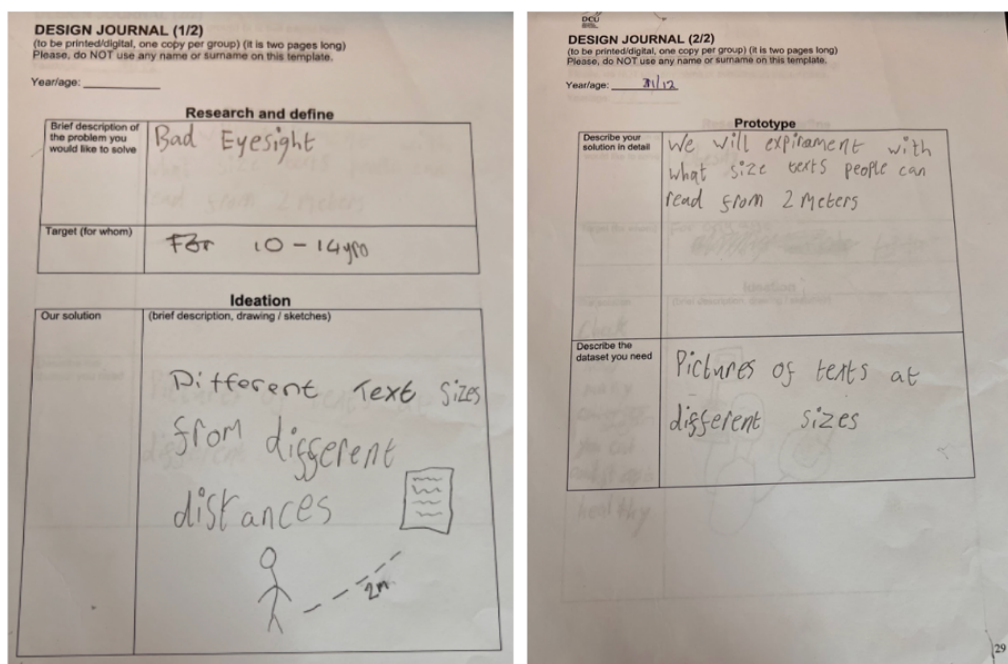 DESIGN JOURNAL (1/2)
(to be printed/digital, one copy per group) (it is two pages long)
Please, do NOT use any name or surname on this template.
Year/age:
Research and define
Brief description of
the problem you
would like to solve
Bad Eyesight
Target (for whom)
For 10 - 14 yro
Ideation
Our solution
(brief description, drawing / sketches)
Different Text Sizes
from different
distances
2m
DCU
DESIGN JOURNAL (2/2)
(to be printed/digital, one copy per group) (it is two pages long)
Please, do NOT use any name or surname on this template.
Year/age: 11/12
Prototype
Describe your
solution in detail
We will expirament with
what size texts people can
read from 2 meters
Describe the
dataset you need
Pictures of texts at
different sizes
29